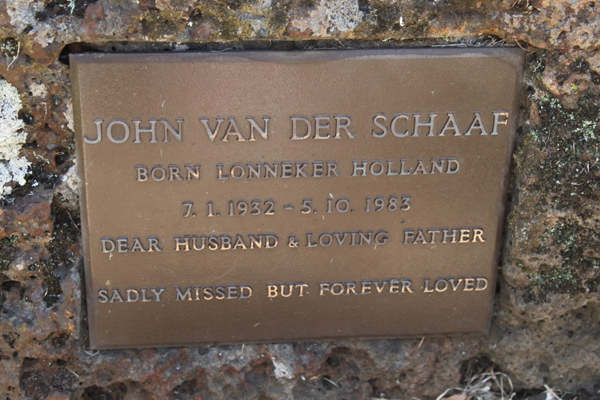 JOHN VAN DER SCHAAF
BORN LONNEKER HOLLAND
7. 1. 1932 - 5. 10. 1983
DEAR HUSBAND & LOVING FATHER
SADLY MISSED BUT FOREVER LOVED